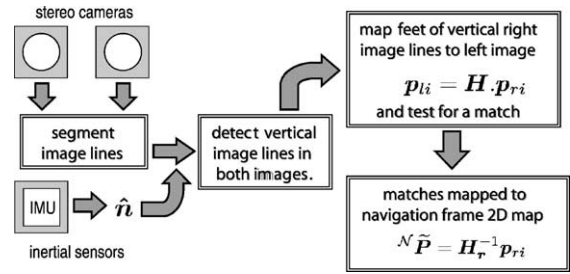 stereo cameras
segment
image lines
IMU
n̂
inertial sensors
detect vertical
image lines in
both images.
map feet of vertical right
image lines to left image
p_li = H.p_ri
and test for a match
matches mapped to
navigation frame 2D map
^N P̃ = H_r^-1 p_ri